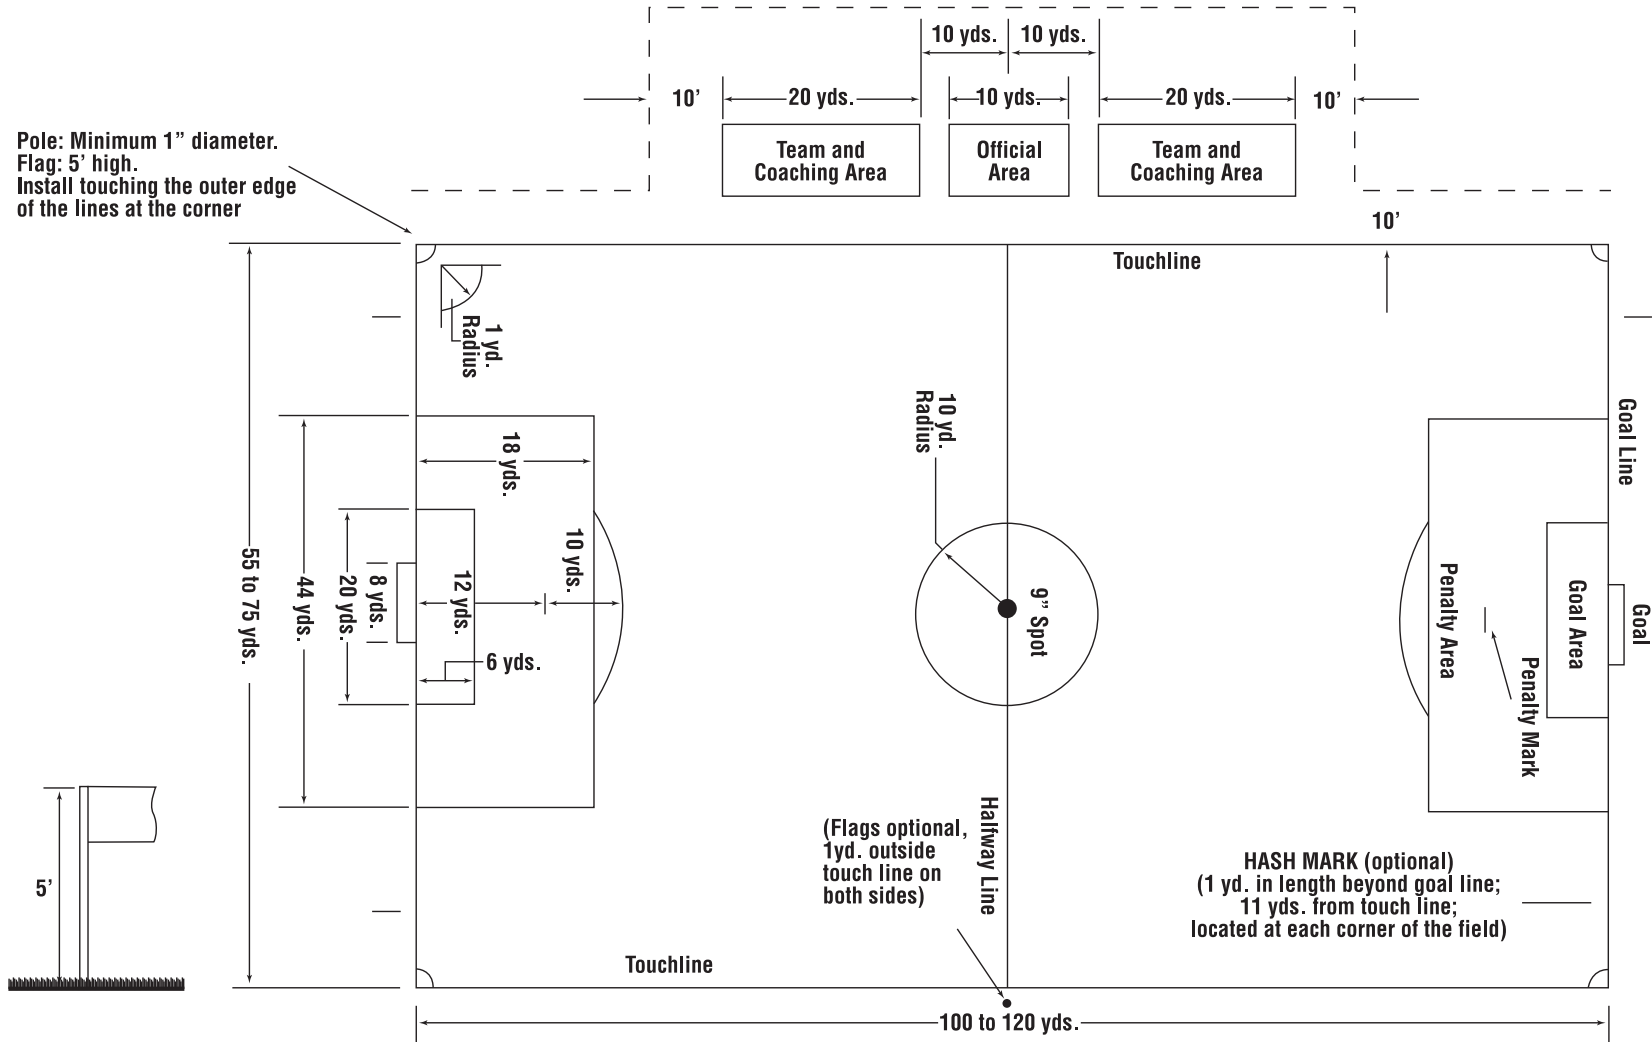 10 yds.
10 yds.
10’
20 yds.
10 yds.
20 yds.
10’
Team and
Coaching Area
Official
Area
Team and
Coaching Area
Pole: Minimum 1” diameter.
Flag: 5’ high.
Install touching the outer edge
of the lines at the corner
10’
Touchline
1 yd.
Radius
10 yd.
Radius
Goal Line
18 yds.
10 yds.
12 yds.
8 yds.
20 yds.
44 yds.
55 to 75 yds.
6 yds.
9” Spot
Penalty Area
Goal Area
Goal
Penalty Mark
Halfway Line
(Flags optional,
1yd. outside
touch line on
both sides)
HASH MARK (optional)
(1 yd. in length beyond goal line;
11 yds. from touch line;
located at each corner of the field)
5’
Touchline
100 to 120 yds.